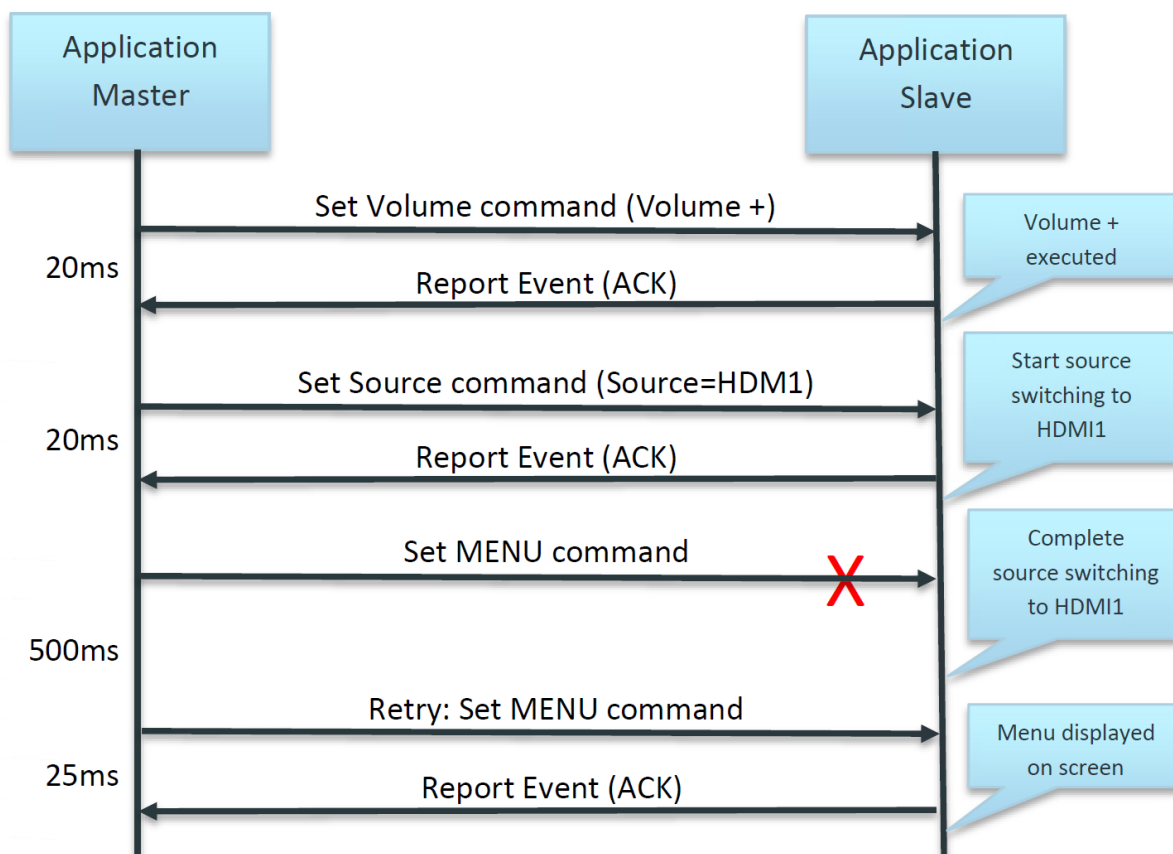 Application
Master
Application
Slave
Set Volume command (Volume +)
Volume +
executed
20ms
Report Event (ACK)
Start source
switching to
HDMI1
Set Source command (Source=HDM1)
20ms
Report Event (ACK)
Complete
source switching
to HDMI1
Set MENU command
X
500ms
Retry: Set MENU command
Menu displayed
on screen
25ms
Report Event (ACK)